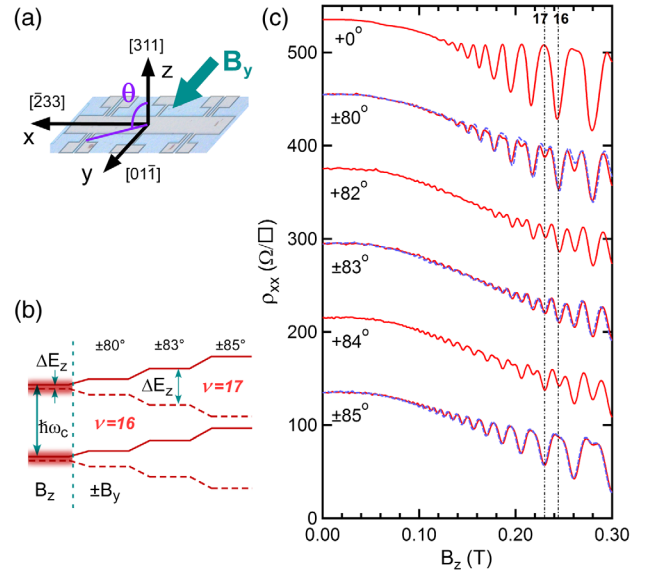 (a)
[311]
z
B_y
θ
[2̄33]
x
y
[011̄]
(b)
±80°
±83°
±85°
ΔE_z
ΔE_z
ν=17
ν=16
ħω_c
B_z
±B_y
(c)
17 16
500
400
300
200
100
0
ρ_xx (Ω/□)
+0°
±80°
+82°
±83°
+84°
±85°
0.00
0.10
0.20
0.30
B_z (T)